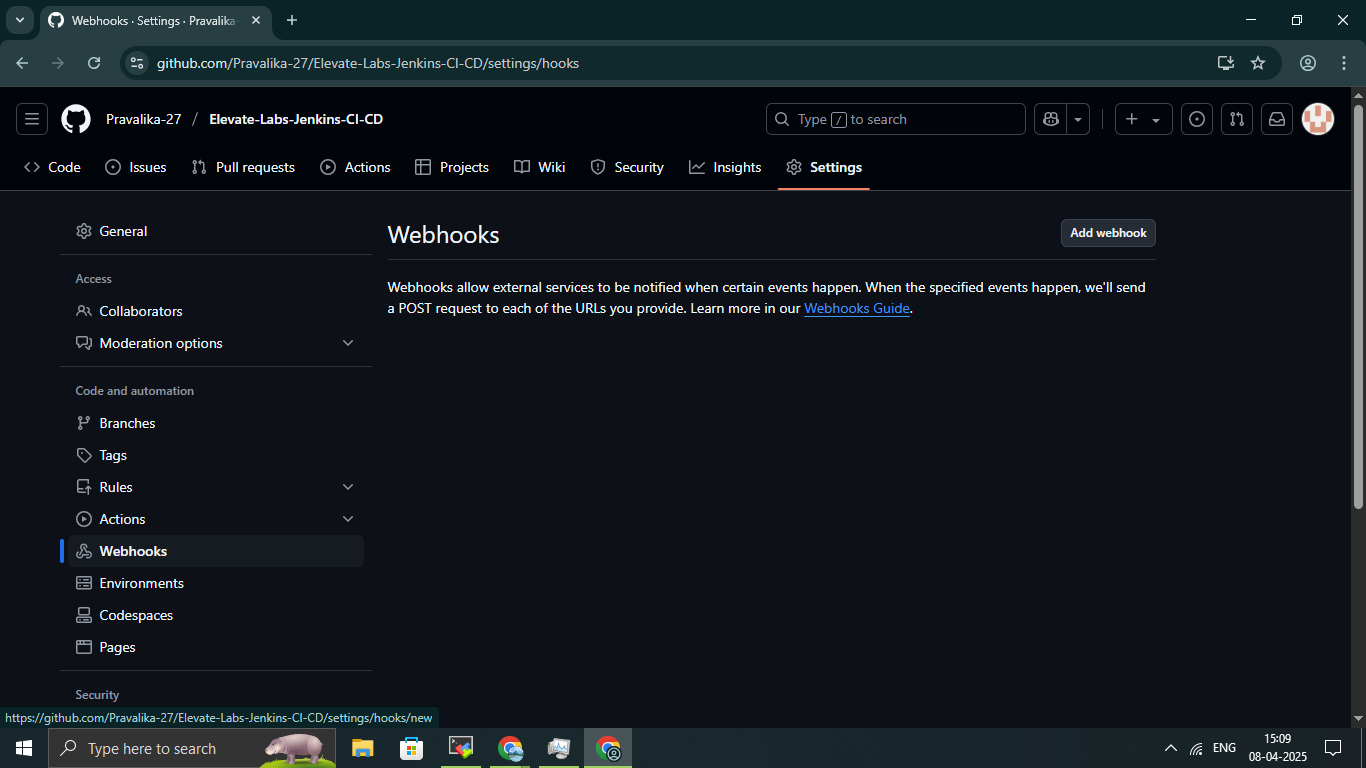 Webhooks · Settings · Pravalika-
github.com/Pravalika-27/Elevate-Labs-Jenkins-CI-CD/settings/hooks
Pravalika-27 / Elevate-Labs-Jenkins-CI-CD
Type / to search
Code
Issues
Pull requests
Actions
Projects
Wiki
Security
Insights
Settings
General
Access
Collaborators
Moderation options
Code and automation
Branches
Tags
Rules
Actions
Webhooks
Environments
Codespaces
Pages
Security
Webhooks
Add webhook
Webhooks allow external services to be notified when certain events happen. When the specified events happen, we'll send
a POST request to each of the URLs you provide. Learn more in our Webhooks Guide.
https://github.com/Pravalika-27/Elevate-Labs-Jenkins-CI-CD/settings/hooks/new
Type here to search
ENG
15:09
08-04-2025